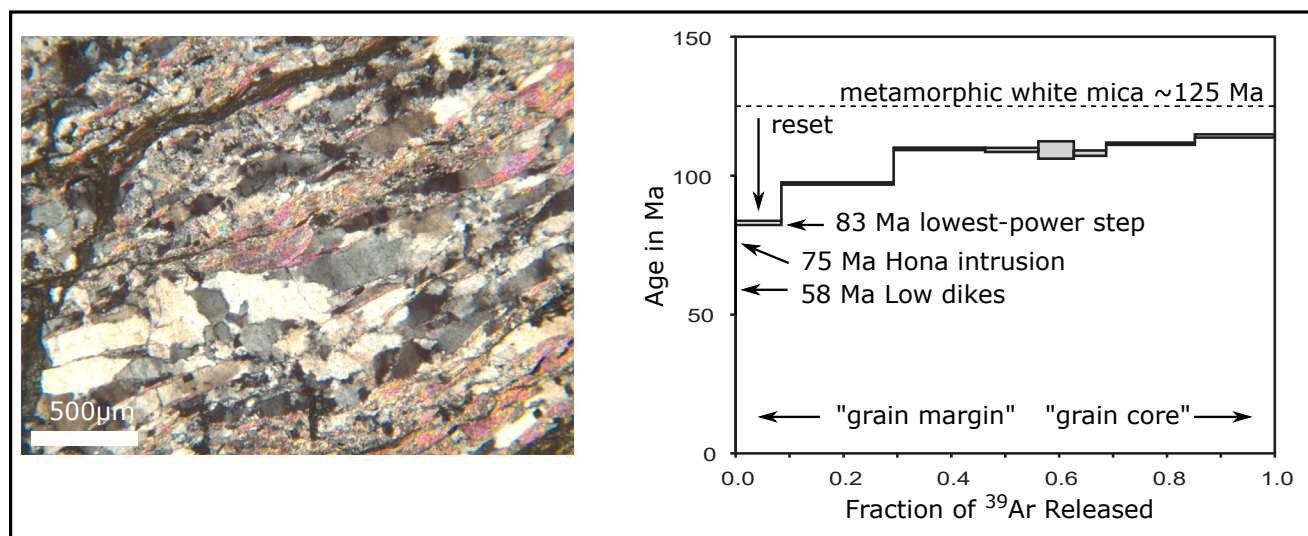 500µm
150
100
50
0
Age in Ma
metamorphic white mica ~125 Ma
reset
83 Ma lowest-power step
75 Ma Hona intrusion
58 Ma Low dikes
"grain margin" "grain core"
0.0 0.2 0.4 0.6 0.8 1.0
Fraction of ³⁹Ar Released